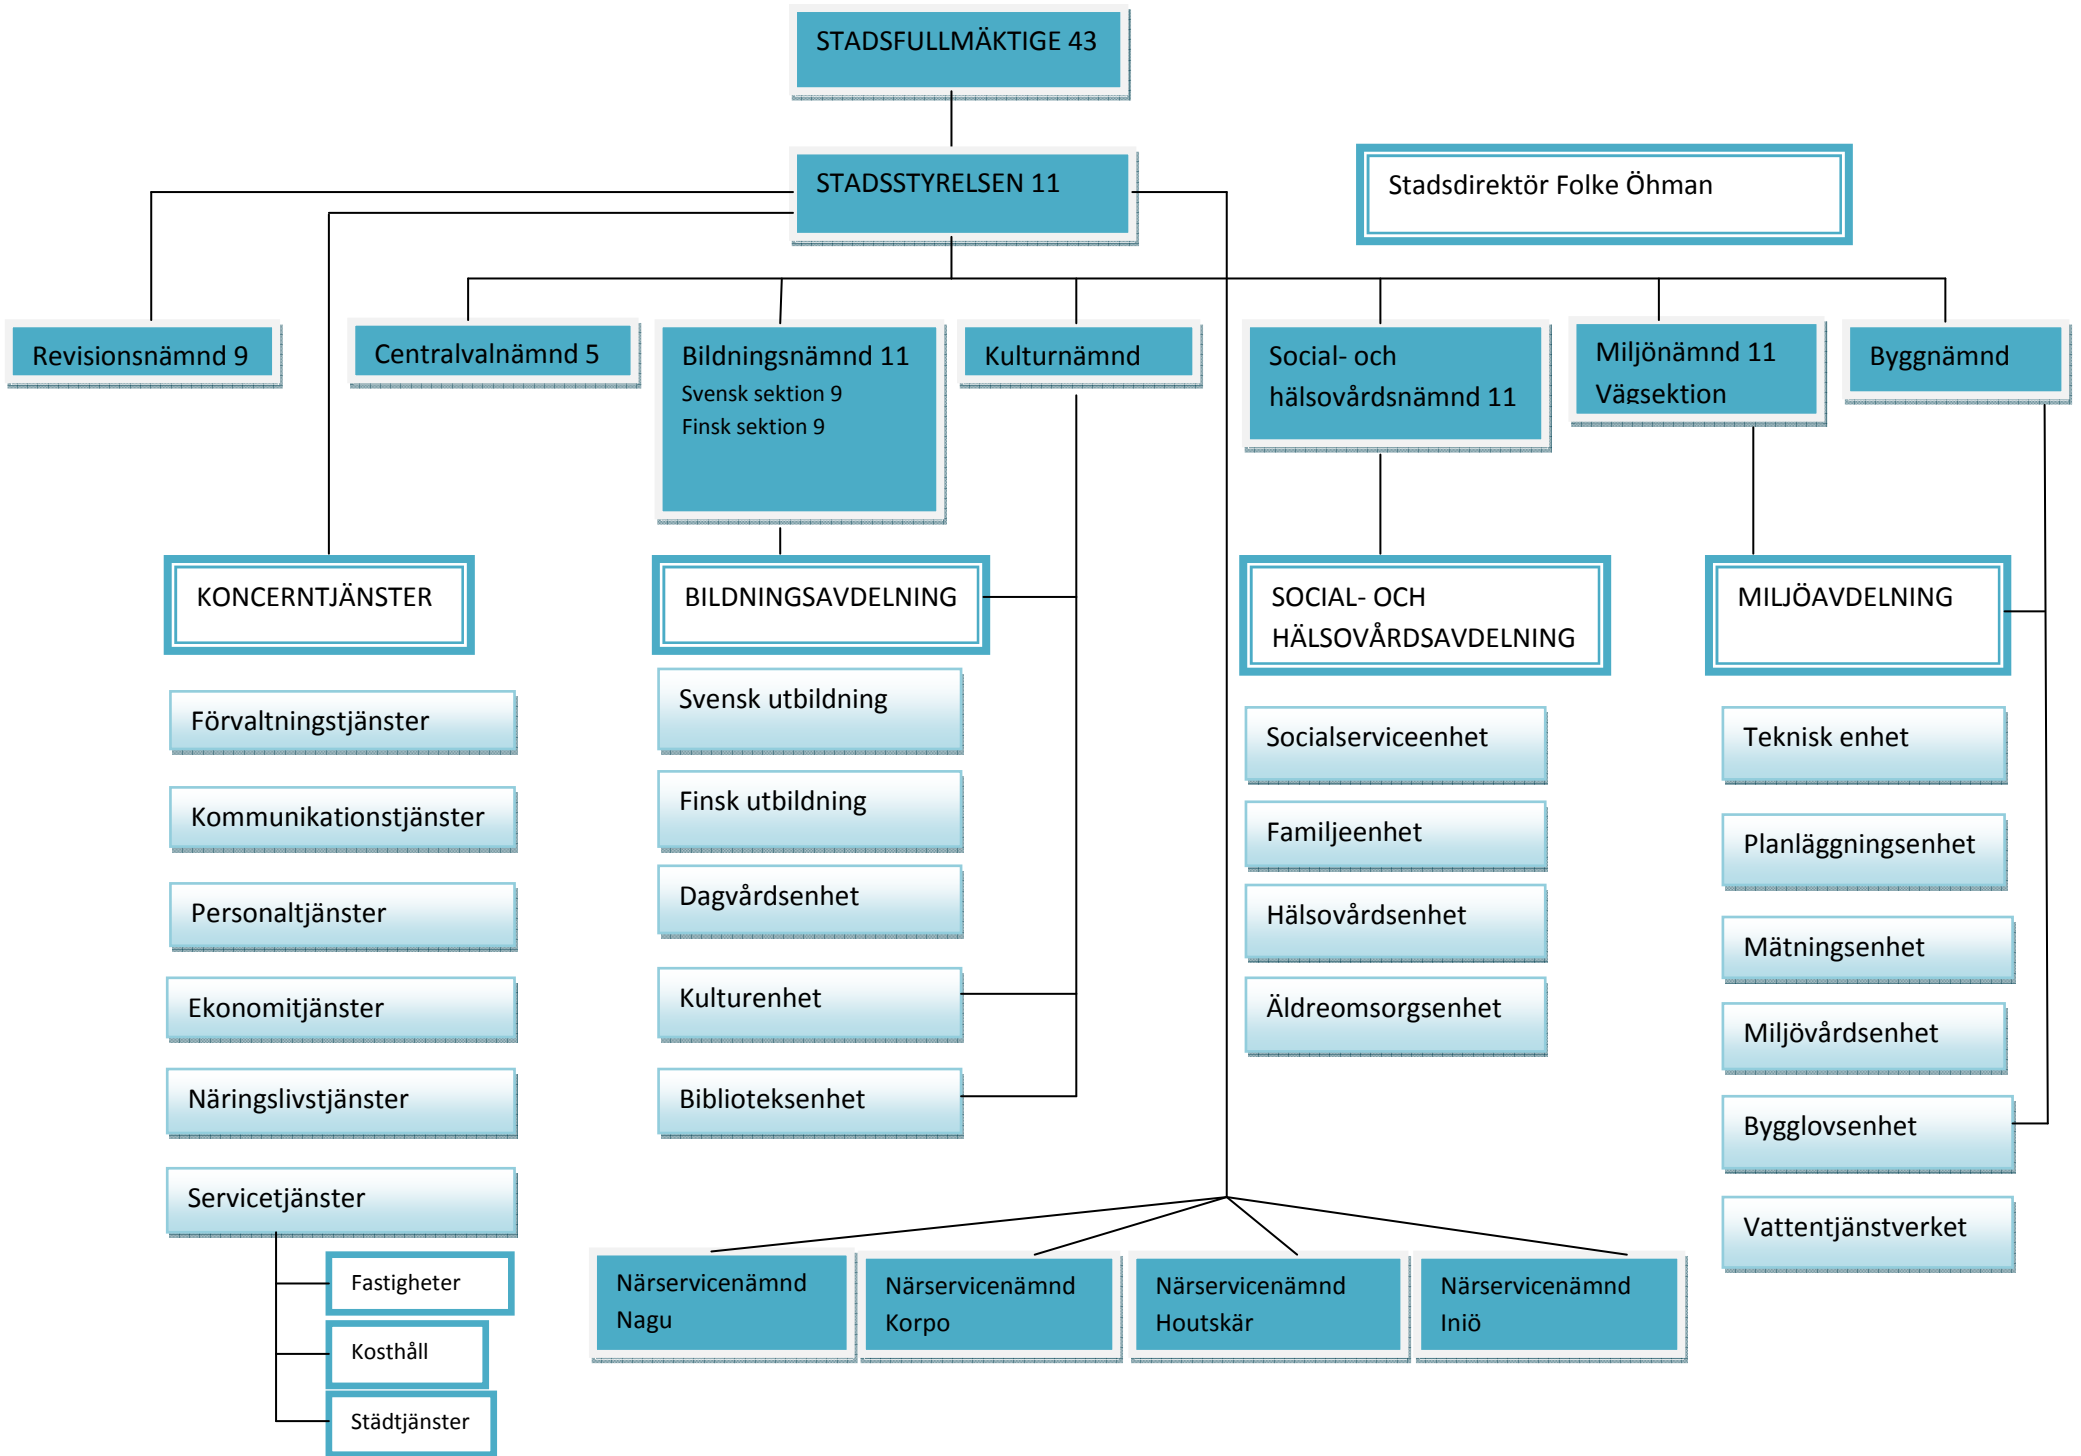 STADSFULLMÄKTIGE 43
STADSSTYRELSEN 11
Stadsdirektör Folke Öhman
Revisionsnämnd 9
Centralvalnämnd 5
Bildningsnämnd 11
Svensk sektion 9
Finsk sektion 9
Kulturnämnd
Social- och
hälsovårdsnämnd 11
Miljönämnd 11
Vägsektion
Byggnämnd
KONCERNTJÄNSTER
Förvaltningstjänster
Kommunikationstjänster
Personaltjänster
Ekonomitjänster
Näringslivstjänster
Servicetjänster
Fastigheter
Kosthåll
Städtjänster
BILDNINGSAVDELNING
Svensk utbildning
Finsk utbildning
Dagvårdsenhet
Kulturenhet
Biblioteksenhet
SOCIAL- OCH
HÄLSOVÅRDSAVDELNING
Socialserviceenhet
Familjeenhet
Hälsovårdsenhet
Äldreomsorgsenhet
MILJÖAVDELNING
Teknisk enhet
Planläggningsenhet
Mätningsenhet
Miljövårdsenhet
Bygglovsenhet
Vattentjänstverket
Närservicenämnd
Nagu
Närservicenämnd
Korpo
Närservicenämnd
Houtskär
Närservicenämnd
Iniö